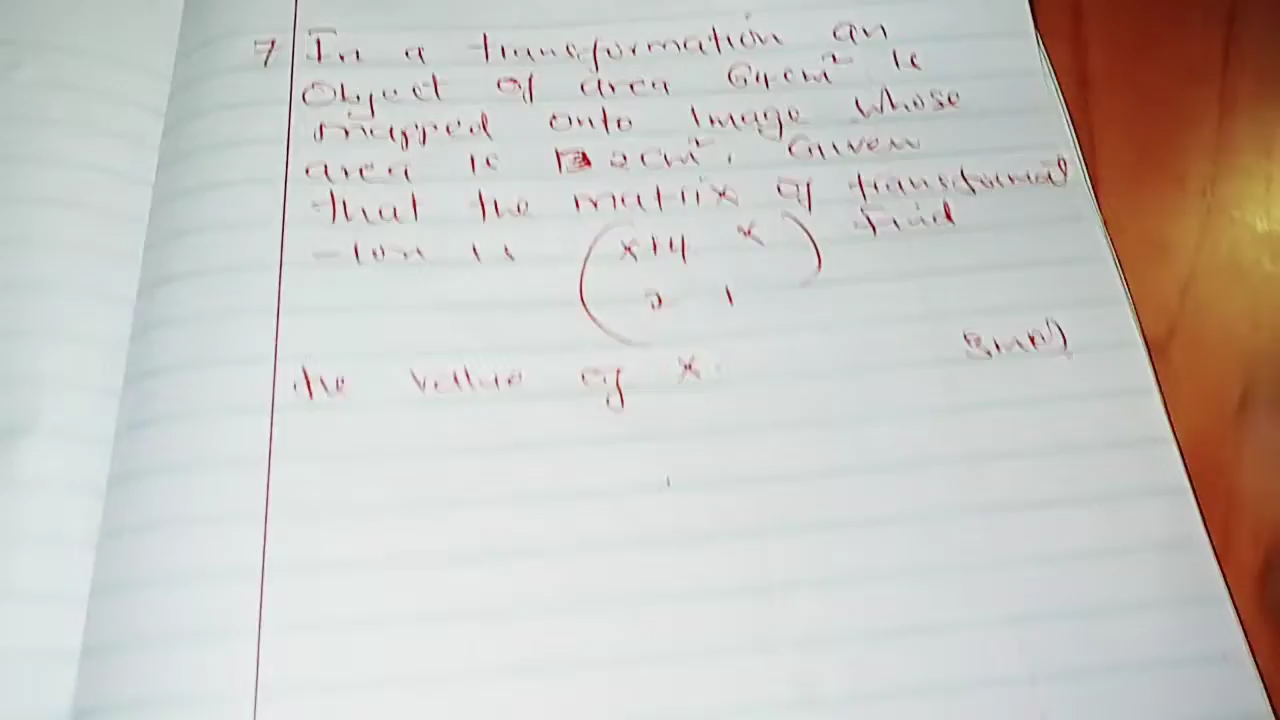 7 In a transformation an
object of area 64cm² is
mapped onto image whose
area is 2cm². Given
that the matrix of transformat
-ion is ( x+4 x ) Find
2 1
the value of x. 3mk)